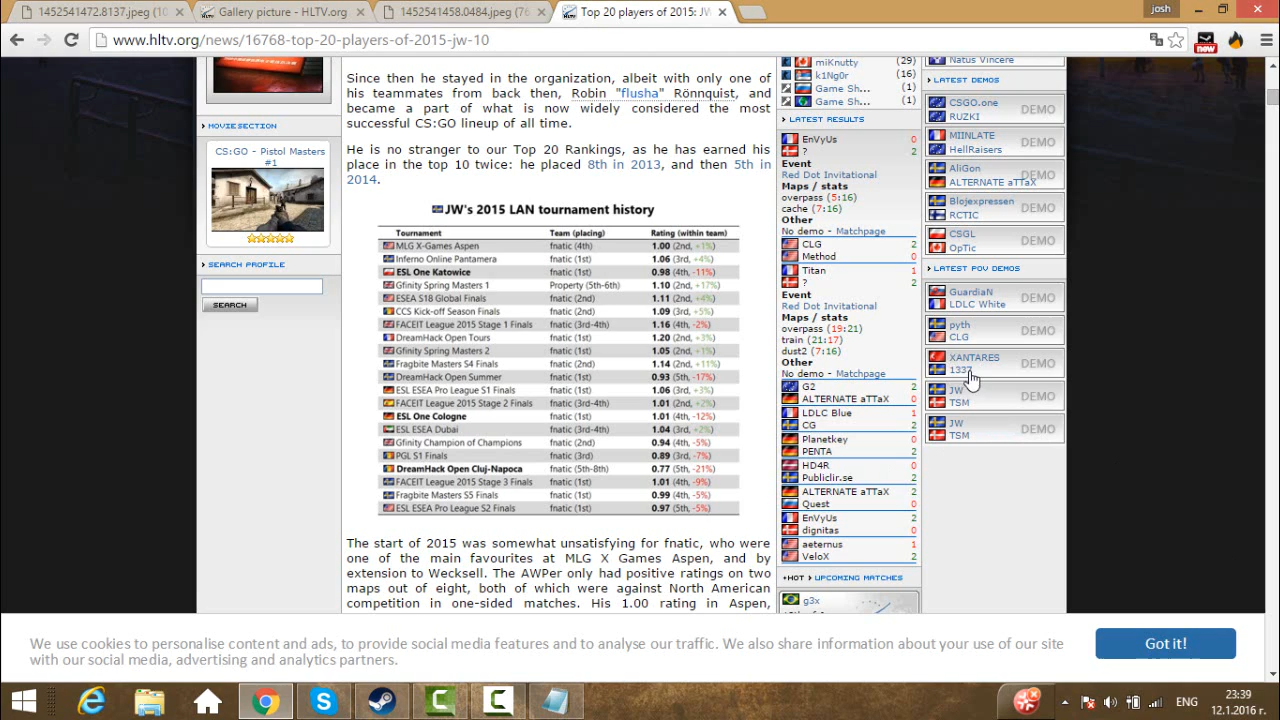 1452541472.8137.jpeg (10
Gallery picture - HLTV.org
1452541458.0484.jpeg (76
Top 20 players of 2015: JW
josh
www.hltv.org/news/16768-top-20-players-of-2015-jw-10
new
MOVIESECTION
CS:GO - Pistol Masters
#1
SEARCH PROFILE
SEARCH
Since then he stayed in the organization, albeit with only one of
his teammates from back then, Robin "flusha" Rönnquist, and
became a part of what is now widely considered the most
successful CS:GO lineup of all time.
He is no stranger to our Top 20 Rankings, as he has earned his
place in the top 10 twice: he placed 8th in 2013, and then 5th in
2014.
JW's 2015 LAN tournament history
Tournament Team (placing) Rating (within team)
MLG X-Games Aspen fnatic (4th) 1.00 (2nd, +1%)
Inferno Online Pantamera fnatic (1st) 1.06 (3rd, +4%)
ESL One Katowice fnatic (1st) 0.98 (4th, -11%)
Gfinity Spring Masters 1 Property (5th-6th) 1.10 (2nd, +17%)
ESEA S18 Global Finals fnatic (2nd) 1.11 (2nd, +4%)
CCS Kick-off Season Finals fnatic (2nd) 1.09 (3rd, +5%)
FACEIT League 2015 Stage 1 Finals fnatic (3rd-4th) 1.16 (4th, -2%)
DreamHack Open Tours fnatic (1st) 1.20 (2nd, +3%)
Gfinity Spring Masters 2 fnatic (1st) 1.05 (1st, +1%)
Fragbite Masters S4 Finals fnatic (2nd) 1.14 (2nd, +11%)
DreamHack Open Summer fnatic (1st) 0.93 (5th, -17%)
ESL ESEA Pro League S1 Finals fnatic (1st) 1.06 (3rd, +3%)
FACEIT League 2015 Stage 2 Finals fnatic (3rd-4th) 1.01 (2nd, +2%)
ESL One Cologne fnatic (1st) 1.01 (4th, -12%)
ESL ESEA Dubai fnatic (3rd-4th) 1.04 (3rd, +2%)
Gfinity Champion of Champions fnatic (2nd) 0.94 (4th, -5%)
PGL S1 Finals fnatic (3rd) 0.89 (3rd, -7%)
DreamHack Open Cluj-Napoca fnatic (5th-8th) 0.77 (5th, -21%)
FACEIT League 2015 Stage 3 Finals fnatic (1st) 1.01 (4th, -9%)
Fragbite Masters S5 Finals fnatic (1st) 0.99 (4th, -5%)
ESL ESEA Pro League S2 Finals fnatic (1st) 0.97 (5th, -5%)
The start of 2015 was somewhat unsatisfying for fnatic, who were
one of the main favourites at MLG X Games Aspen, and by
extension to Wecksell. The AWPer only had positive ratings on two
maps out of eight, both of which were against North American
competition in one-sided matches. His 1.00 rating in Aspen,
miKnutty (29)
k1Ng0r (16)
Game Sh... (1)
Game Sh... (1)
LATEST RESULTS
EnVyUs 2
? 2
Event
Red Dot Invitational
Maps / stats
overpass (5:16)
cache (7:16)
Other
No demo - Matchpage
CLG 2
Method 0
Titan 1
? 2
Event
Red Dot Invitational
Maps / stats
overpass (19:21)
train (21:17)
dust2 (7:16)
Other
No demo - Matchpage
G2 2
ALTERNATE aTTaX 0
LDLC Blue 1
CG 2
Planetkey 0
PENTA 2
HD4R 0
Publiclir.se 2
ALTERNATE aTTaX 2
Quest 0
EnVyUs 2
dignitas 0
aeternus 1
VeloX 2
+HOT UPCOMING MATCHES
g3x
Natus Vincere
LATEST DEMOS
CSGO.one
RUZKI
DEMO
MIINLATE
HellRaisers
DEMO
AliGon
ALTERNATE aTTaX
DEMO
Blojexpressen
RCTIC
DEMO
CSGL
OpTic
DEMO
LATEST POV DEMOS
GuardiaN
LDLC White
DEMO
pyth
CLG
DEMO
XANTARES
1337
DEMO
JW
TSM
DEMO
JW
TSM
DEMO
We use cookies to personalise content and ads, to provide social media features and to analyse our traffic. We also share information about your use of our site
with our social media, advertising and analytics partners.
Got it!
ENG
23:39
12.1.2016 г.